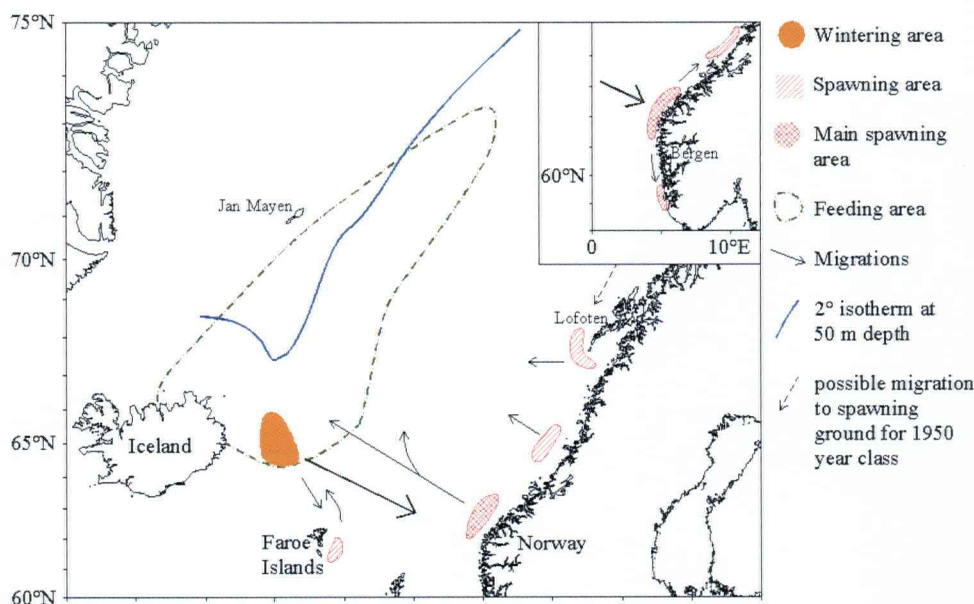 75°N
70°N
65°N
60°N
Jan Mayen
Iceland
Faroe
Islands
Norway
Lofoten
Bergen
60°N
0
10°E
Wintering area
Spawning area
Main spawning
area
Feeding area
Migrations
2° isotherm at
50 m depth
possible migration
to spawning
ground for 1950
year class